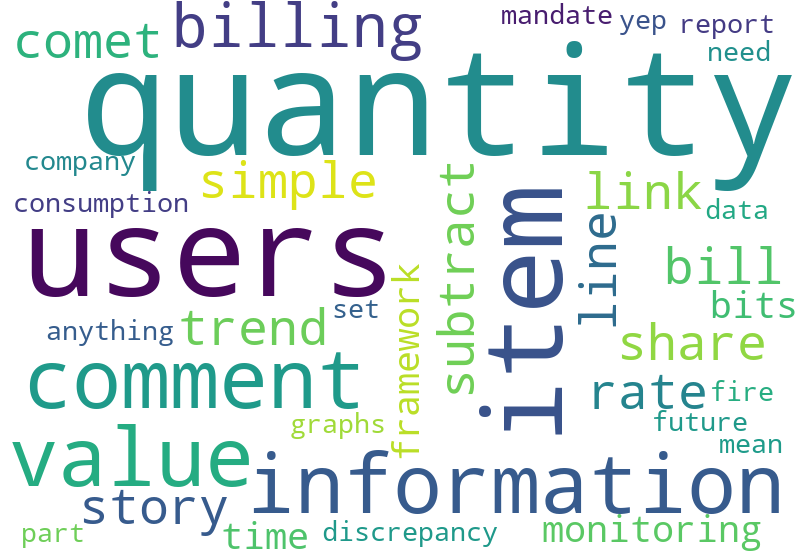 mandate
yep
report
comet
billing
need
quantity
company
simple
consumption
subtract
link
data
users
item
line
bill
bits
anything
trend
set
framework
share
comment
rate
fire
graphs
future
value
mean
information
story
part
time
discrepancy
monitoring